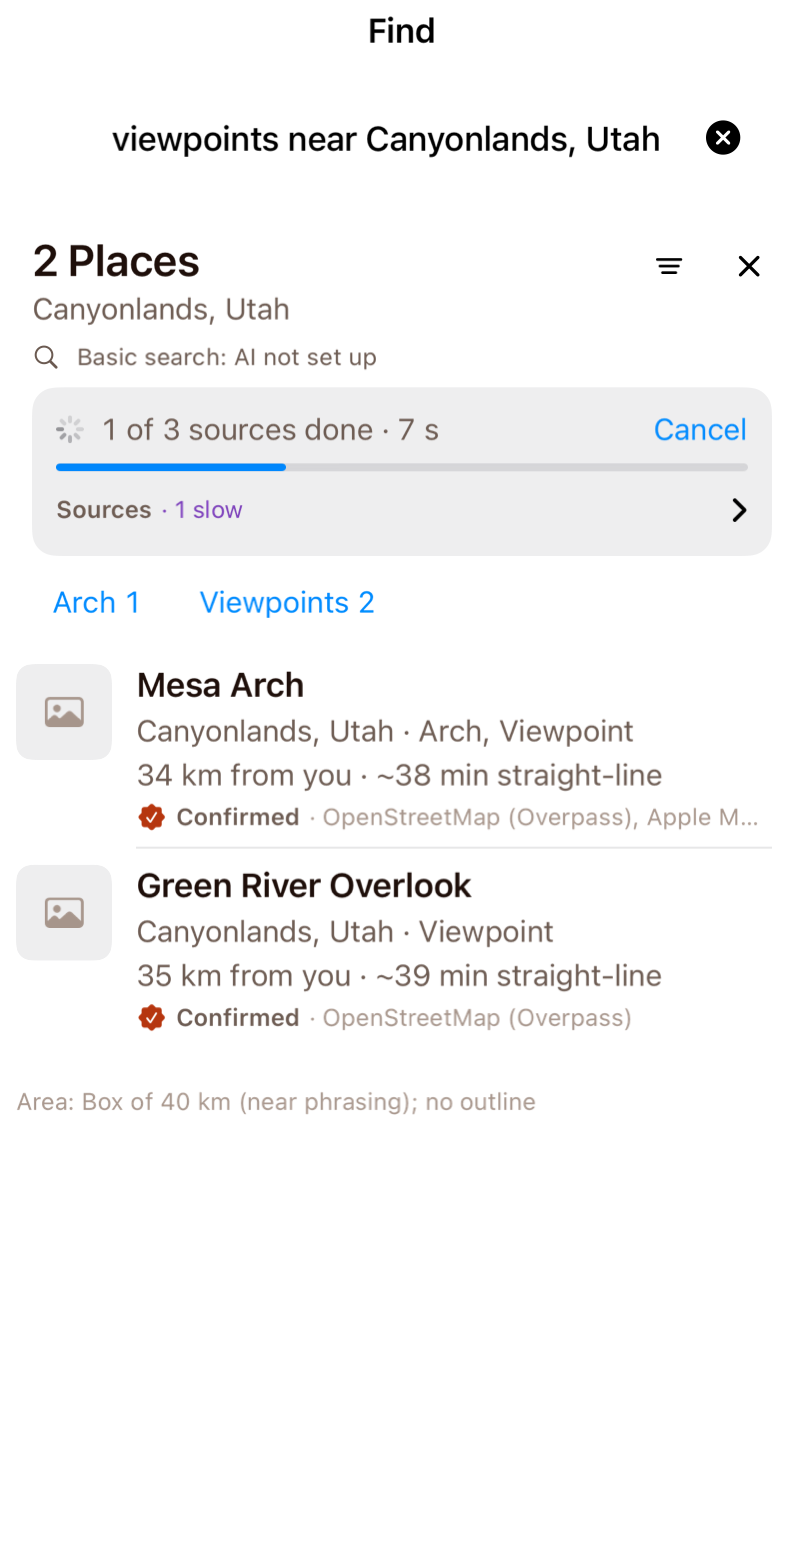 Find
viewpoints near Canyonlands, Utah
2 Places
Canyonlands, Utah
Basic search: AI not set up
1 of 3 sources done · 7 s
Cancel
Sources · 1 slow
Arch 1
Viewpoints 2
Mesa Arch
Canyonlands, Utah · Arch, Viewpoint
34 km from you · ~38 min straight-line
Confirmed · OpenStreetMap (Overpass), Apple M…
Green River Overlook
Canyonlands, Utah · Viewpoint
35 km from you · ~39 min straight-line
Confirmed · OpenStreetMap (Overpass)
Area: Box of 40 km (near phrasing); no outline